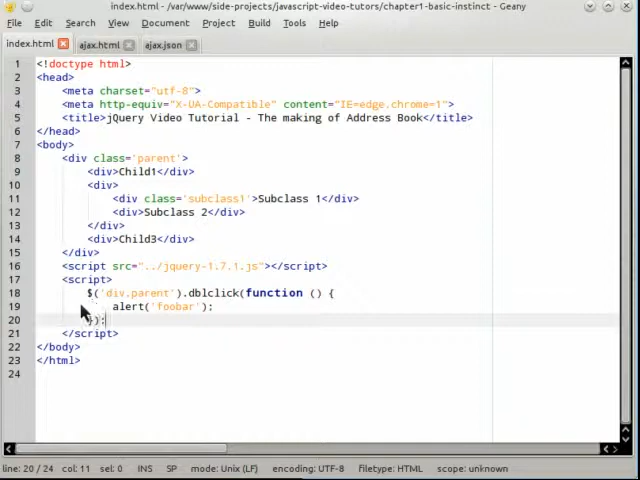 index.html - /var/www/side-projects/javascript-video-tutors/chapter1-basic-instinct - Geany
File Edit Search View Document Project Build Tools Help
index.html ajax.html ajax.json
1 <!doctype html>
2 <head>
3 <meta charset="utf-8">
4 <meta http-equiv="X-UA-Compatible" content="IE=edge.chrome=1">
5 <title>jQuery Video Tutorial - The making of Address Book</title>
6 </head>
7 <body>
8 <div class='parent'>
9 <div>Child1</div>
10 <div>
11 <div class='subclass1'>Subclass 1</div>
12 <div>Subclass 2</div>
13 </div>
14 <div>Child3</div>
15 </div>
16 <script src="../jquery-1.7.1.js"></script>
17 <script>
18 $('div.parent').dblclick(function () {
19 alert('foobar');
20 });
21 </script>
22 </body>
23 </html>
24
line: 20 / 24 col: 11 sel: 0 INS SP mode: Unix (LF) encoding: UTF-8 filetype: HTML scope: unknown